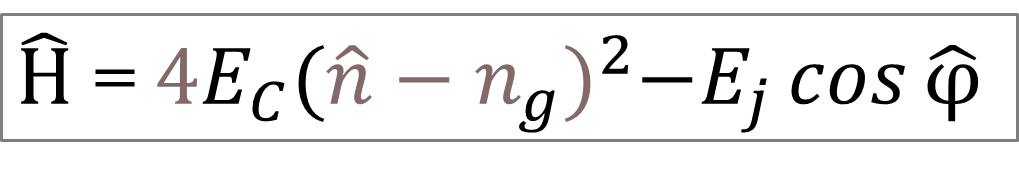 Ĥ = 4E_C(n̂ − n_g)² − E_j cos φ̂